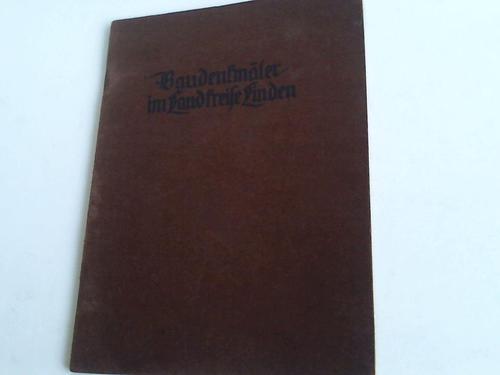 Baudenkmäler
im Landkreise Linden